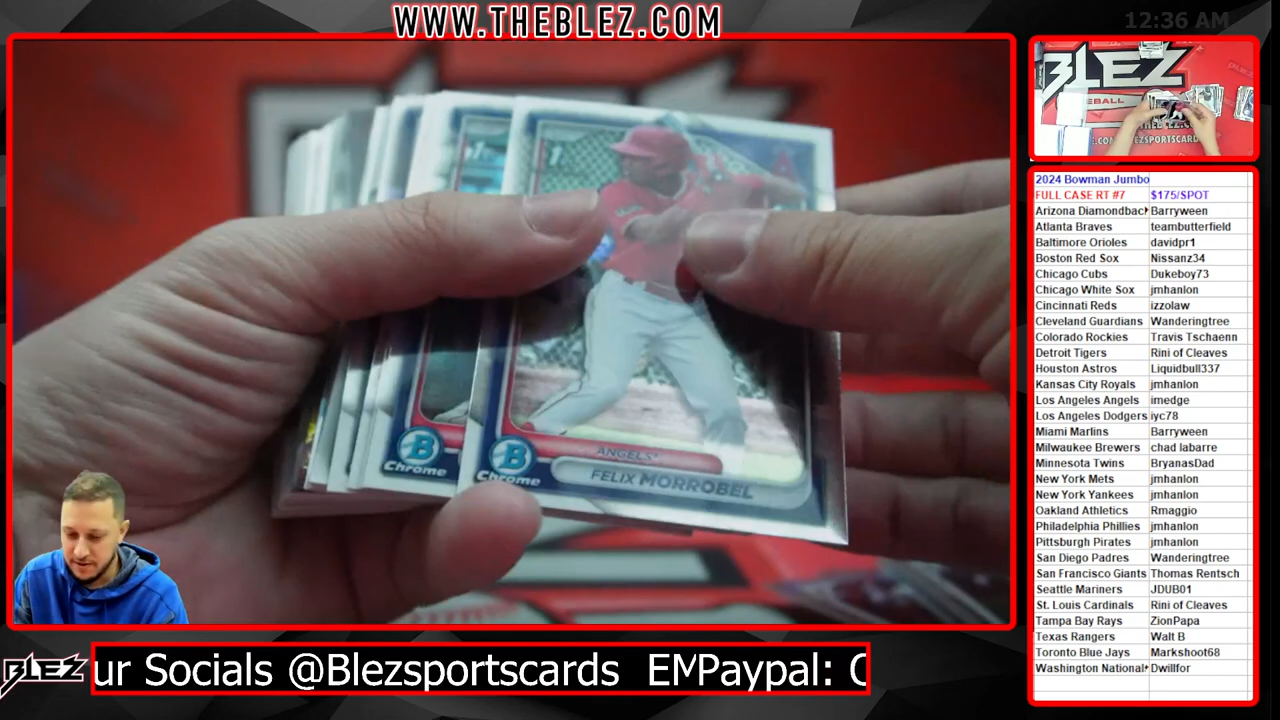 WWW.THEBLEZ.COM
12:36 AM
1st
1st
Chrome
Chrome
ANGELS
FELIX MORROBEL
BLEZ
2024 Bowman Jumbo
FULL CASE RT #7 $175/SPOT
Arizona Diamondback Barryween
Atlanta Braves teambutterfield
Baltimore Orioles davidpr1
Boston Red Sox Nissanz34
Chicago Cubs Dukeboy73
Chicago White Sox jmhanlon
Cincinnati Reds izzolaw
Cleveland Guardians Wanderingtree
Colorado Rockies Travis Tschaenn
Detroit Tigers Rini of Cleaves
Houston Astros Liquidbull337
Kansas City Royals jmhanlon
Los Angeles Angels imedge
Los Angeles Dodgers iyc78
Miami Marlins Barryween
Milwaukee Brewers chad labarre
Minnesota Twins BryanasDad
New York Mets jmhanlon
New York Yankees jmhanlon
Oakland Athletics Rmaggio
Philadelphia Phillies jmhanlon
Pittsburgh Pirates jmhanlon
San Diego Padres Wanderingtree
San Francisco Giants Thomas Rentsch
Seattle Mariners JDUB01
St. Louis Cardinals Rini of Cleaves
Tampa Bay Rays ZionPapa
Texas Rangers Walt B
Toronto Blue Jays Markshoot68
Washington National Dwillfor
BLEZ
ur Socials @Blezsportscards EMPaypal: C